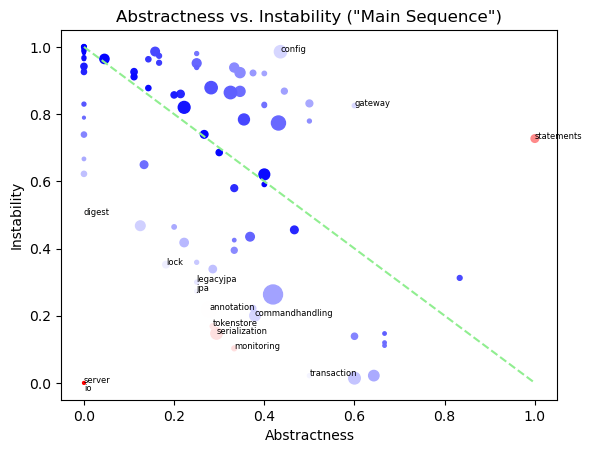 Abstractness vs. Instability ("Main Sequence")
1.0
0.8
0.6
0.4
0.2
0.0
Instability
config
gateway
statements
digest
lock
legacyjpa
jpa
annotation
commandhandling
tokenstore
serialization
monitoring
transaction
server
io
0.0
0.2
0.4
0.6
0.8
1.0
Abstractness